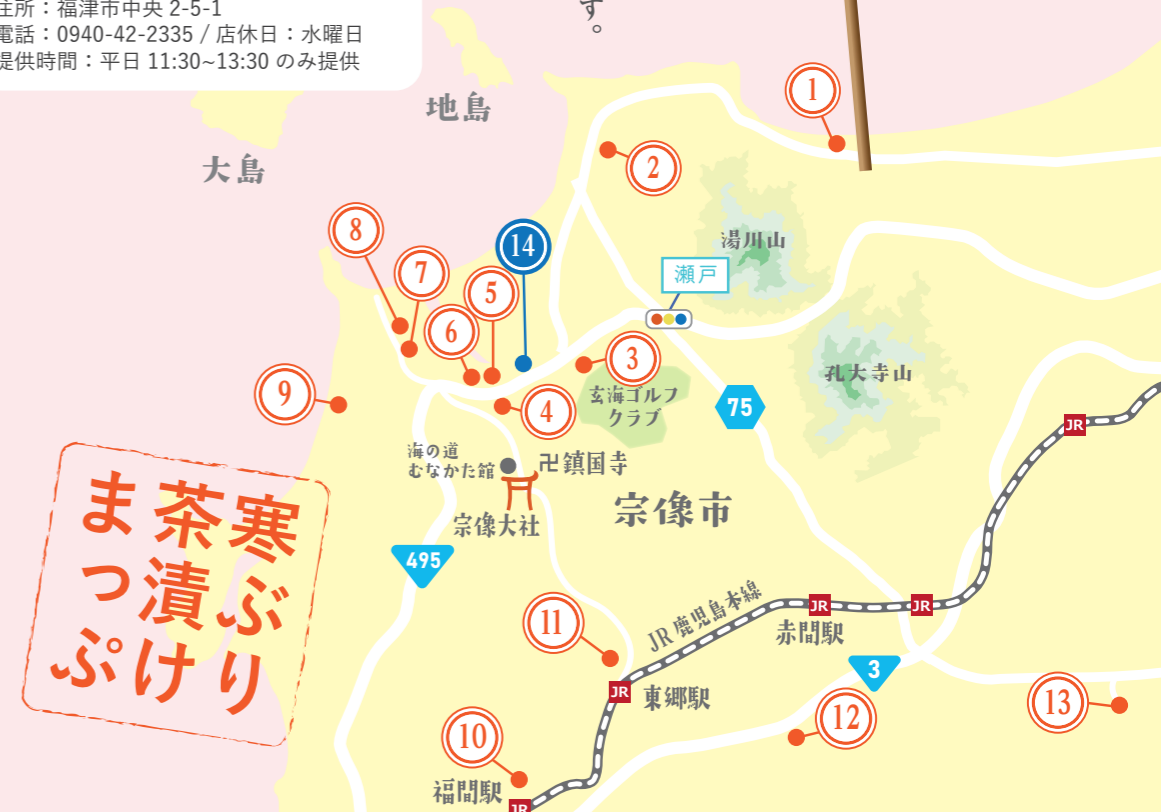 住所：福津市中央 2-5-1
電話：0940-42-2335 / 店休日：水曜日
提供時間：平日 11:30~13:30 のみ提供
す。
地島
大島
1
2
湯川山
8
14
7
瀬戸
5
6
3
孔大寺山
9
4
玄海ゴルフ
クラブ
75
JR
海の道
むなかた館
卍鎮国寺
宗像市
宗像大社
寒ぶり
茶漬け
まっぷ
495
JR鹿児島本線
JR
JR
赤間駅
11
3
JR
東郷駅
13
12
10
福間駅
JR